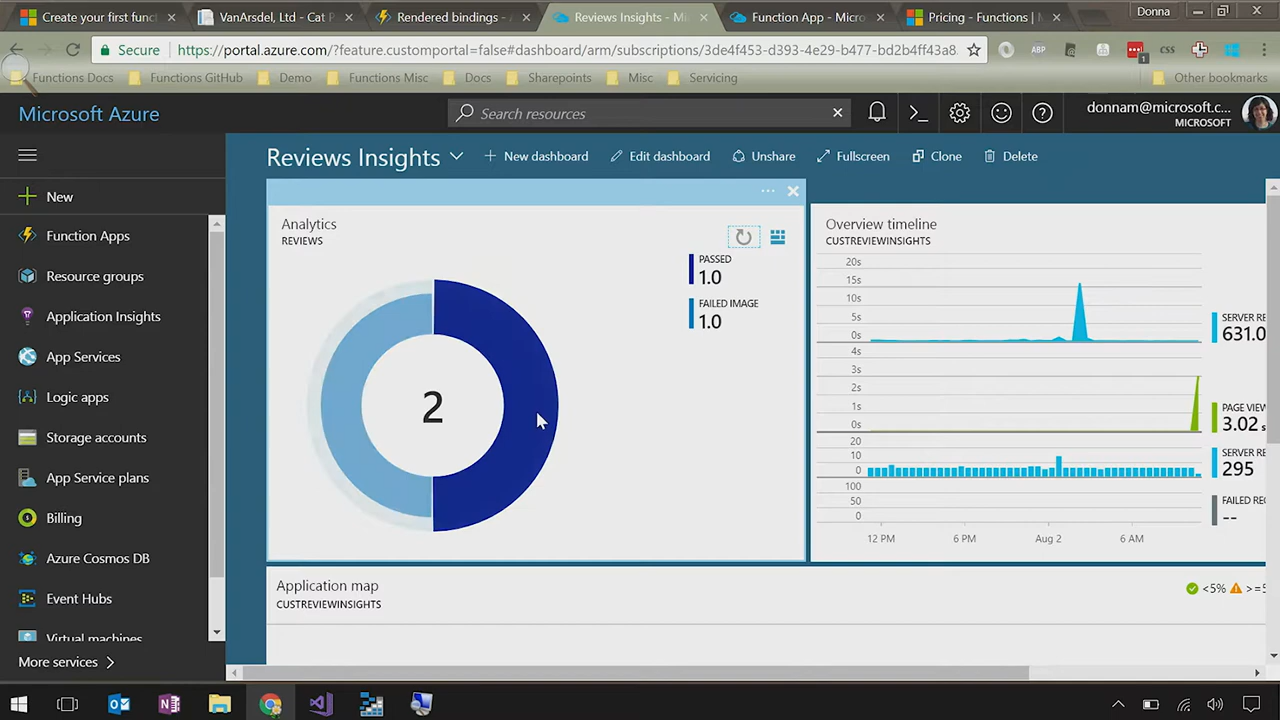 Create your first func
VanArsdel, Ltd - Cat P
Rendered bindings - A
Reviews Insights - Mi
Function App - Micro
Pricing - Functions | M
Donna
Secure
https://portal.azure.com/?feature.customportal=false#dashboard/arm/subscriptions/3de4f453-d393-4e29-b477-bd2b4ff43a8.
ABP
1
css
Functions Docs
Functions GitHub
Demo
Functions Misc
Docs
Sharepoints
Misc
Servicing
Other bookmarks
Microsoft Azure
Search resources
donnam@microsoft.c...
MICROSOFT
Reviews Insights
New dashboard
Edit dashboard
Unshare
Fullscreen
Clone
Delete
New
Function Apps
Resource groups
Application Insights
App Services
Logic apps
Storage accounts
App Service plans
Billing
Azure Cosmos DB
Event Hubs
Virtual machines
More services
Analytics
REVIEWS
PASSED
1.0
FAILED IMAGE
1.0
2
Overview timeline
CUSTREVIEWINSIGHTS
20s
15s
10s
5s
0s
4s
3s
2s
1s
0s
20
10
0
100
50
0
12 PM
6 PM
Aug 2
6 AM
SERVER RE
631.0
PAGE VIEW
3.02 s
SERVER RE
295
FAILED REQ
--
Application map
CUSTREVIEWINSIGHTS
<5%
>=5